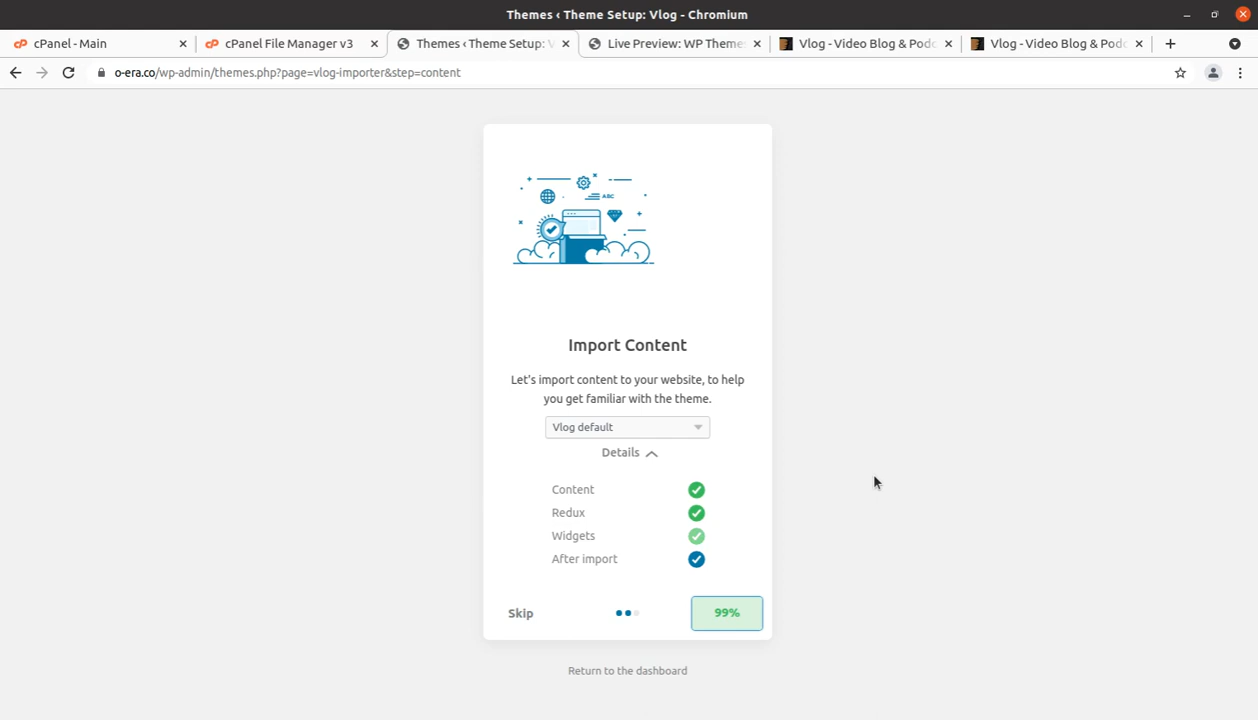 Themes ‹ Theme Setup: Vlog - Chromium
cPanel - Main
cPanel File Manager v3
Themes ‹ Theme Setup: V
Live Preview: WP Themes
Vlog - Video Blog & Podc
Vlog - Video Blog & Podc
o-era.co/wp-admin/themes.php?page=vlog-importer&step=content
ABC
Import Content
Let's import content to your website, to help
you get familiar with the theme.
Vlog default
Details
Content
Redux
Widgets
After import
Skip
99%
Return to the dashboard